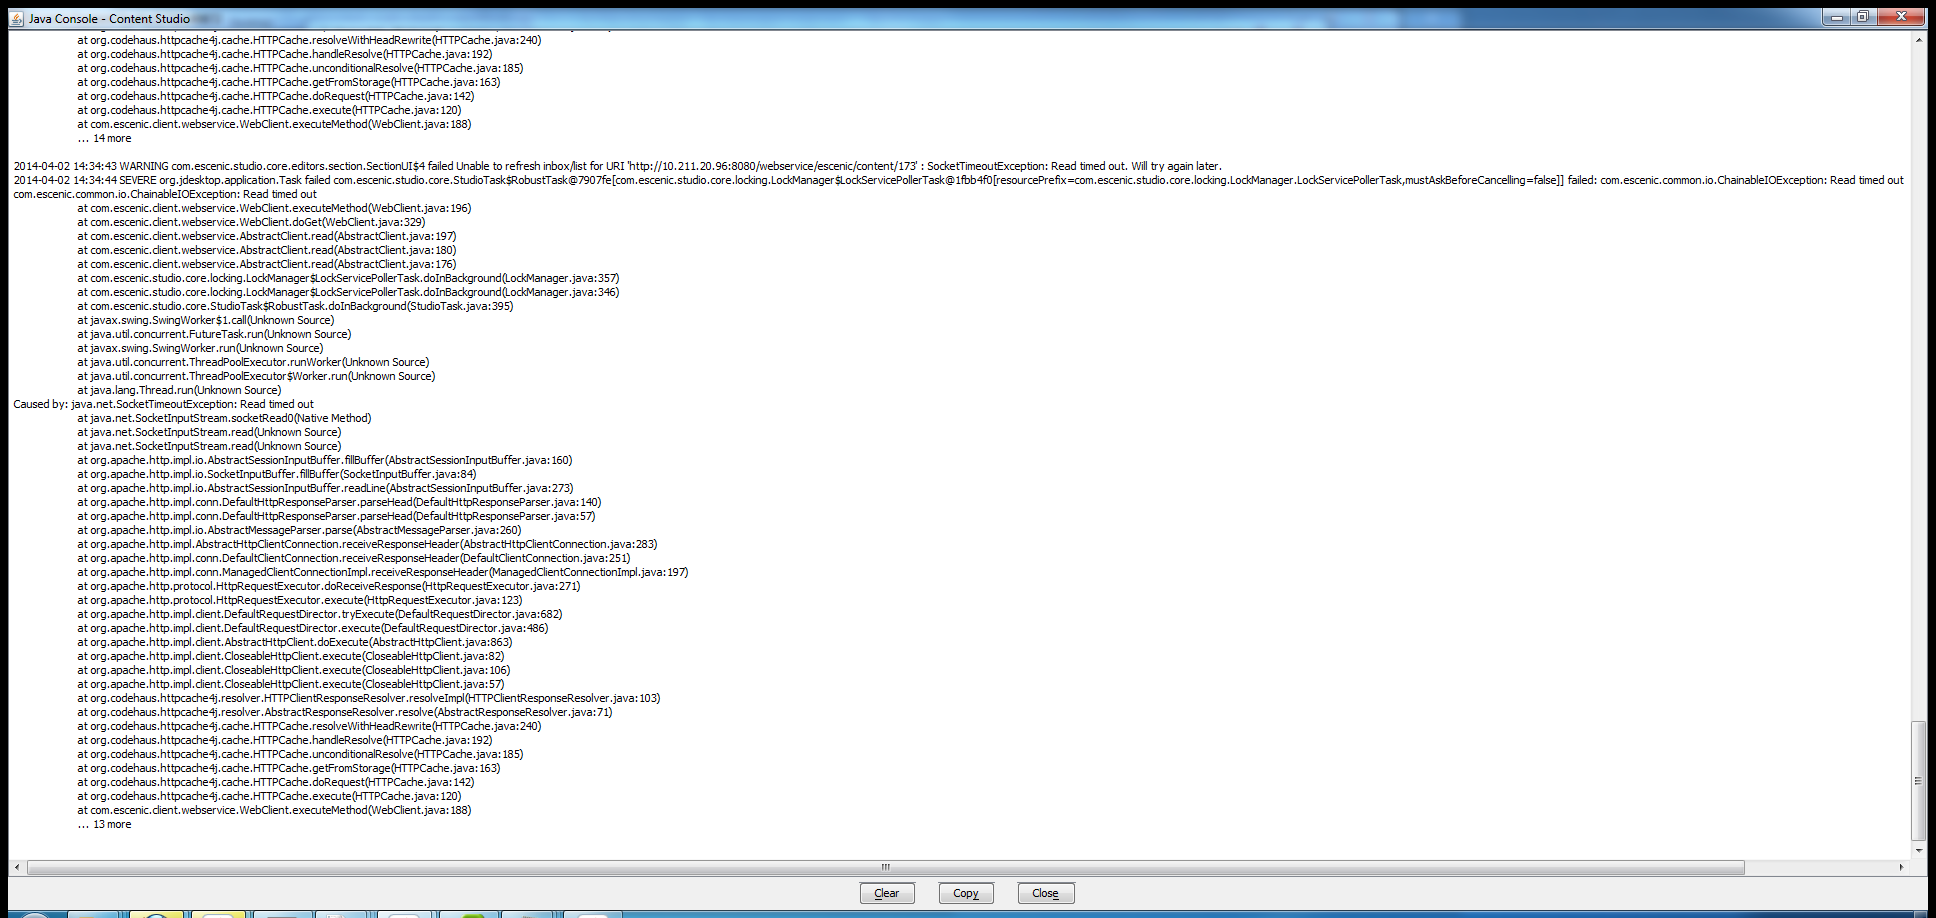 Java Console - Content Studio
at org.codehaus.httpcache4j.cache.HTTPCache.resolveWithHeadRewrite(HTTPCache.java:240)
at org.codehaus.httpcache4j.cache.HTTPCache.handleResolve(HTTPCache.java:192)
at org.codehaus.httpcache4j.cache.HTTPCache.unconditionalResolve(HTTPCache.java:185)
at org.codehaus.httpcache4j.cache.HTTPCache.getFromStorage(HTTPCache.java:163)
at org.codehaus.httpcache4j.cache.HTTPCache.doRequest(HTTPCache.java:142)
at org.codehaus.httpcache4j.cache.HTTPCache.execute(HTTPCache.java:120)
at com.escenic.client.webservice.WebClient.executeMethod(WebClient.java:188)
... 14 more
2014-04-02 14:34:43 WARNING com.escenic.studio.core.editors.section.SectionUI$4 failed Unable to refresh inbox/list for URI 'http://10.211.20.96:8080/webservice/escenic/content/173' : SocketTimeoutException: Read timed out. Will try again later.
2014-04-02 14:34:44 SEVERE org.jdesktop.application.Task failed com.escenic.studio.core.StudioTask$RobustTask@7907fe[com.escenic.studio.core.locking.LockManager$LockServicePollerTask@1fbb4f0[resourcePrefix=com.escenic.studio.core.locking.LockManager.LockServicePollerTask,mustAskBeforeCancelling=false]] failed: com.escenic.common.io.ChainableIOException: Read timed out
com.escenic.common.io.ChainableIOException: Read timed out
at com.escenic.client.webservice.WebClient.executeMethod(WebClient.java:196)
at com.escenic.client.webservice.WebClient.doGet(WebClient.java:329)
at com.escenic.client.webservice.AbstractClient.read(AbstractClient.java:197)
at com.escenic.client.webservice.AbstractClient.read(AbstractClient.java:180)
at com.escenic.client.webservice.AbstractClient.read(AbstractClient.java:176)
at com.escenic.studio.core.locking.LockManager$LockServicePollerTask.doInBackground(LockManager.java:357)
at com.escenic.studio.core.locking.LockManager$LockServicePollerTask.doInBackground(LockManager.java:346)
at com.escenic.studio.core.StudioTask$RobustTask.doInBackground(StudioTask.java:395)
at javax.swing.SwingWorker$1.call(Unknown Source)
at java.util.concurrent.FutureTask.run(Unknown Source)
at javax.swing.SwingWorker.run(Unknown Source)
at java.util.concurrent.ThreadPoolExecutor.runWorker(Unknown Source)
at java.util.concurrent.ThreadPoolExecutor$Worker.run(Unknown Source)
at java.lang.Thread.run(Unknown Source)
Caused by: java.net.SocketTimeoutException: Read timed out
at java.net.SocketInputStream.socketRead0(Native Method)
at java.net.SocketInputStream.read(Unknown Source)
at java.net.SocketInputStream.read(Unknown Source)
at org.apache.http.impl.io.AbstractSessionInputBuffer.fillBuffer(AbstractSessionInputBuffer.java:160)
at org.apache.http.impl.io.SocketInputBuffer.fillBuffer(SocketInputBuffer.java:84)
at org.apache.http.impl.io.AbstractSessionInputBuffer.readLine(AbstractSessionInputBuffer.java:273)
at org.apache.http.impl.conn.DefaultHttpResponseParser.parseHead(DefaultHttpResponseParser.java:140)
at org.apache.http.impl.conn.DefaultHttpResponseParser.parseHead(DefaultHttpResponseParser.java:57)
at org.apache.http.impl.io.AbstractMessageParser.parse(AbstractMessageParser.java:260)
at org.apache.http.impl.AbstractHttpClientConnection.receiveResponseHeader(AbstractHttpClientConnection.java:283)
at org.apache.http.impl.conn.DefaultClientConnection.receiveResponseHeader(DefaultClientConnection.java:251)
at org.apache.http.impl.conn.ManagedClientConnectionImpl.receiveResponseHeader(ManagedClientConnectionImpl.java:197)
at org.apache.http.protocol.HttpRequestExecutor.doReceiveResponse(HttpRequestExecutor.java:271)
at org.apache.http.protocol.HttpRequestExecutor.execute(HttpRequestExecutor.java:123)
at org.apache.http.impl.client.DefaultRequestDirector.tryExecute(DefaultRequestDirector.java:682)
at org.apache.http.impl.client.DefaultRequestDirector.execute(DefaultRequestDirector.java:486)
at org.apache.http.impl.client.AbstractHttpClient.doExecute(AbstractHttpClient.java:863)
at org.apache.http.impl.client.CloseableHttpClient.execute(CloseableHttpClient.java:82)
at org.apache.http.impl.client.CloseableHttpClient.execute(CloseableHttpClient.java:106)
at org.apache.http.impl.client.CloseableHttpClient.execute(CloseableHttpClient.java:57)
at org.codehaus.httpcache4j.resolver.HTTPClientResponseResolver.resolveImpl(HTTPClientResponseResolver.java:103)
at org.codehaus.httpcache4j.resolver.AbstractResponseResolver.resolve(AbstractResponseResolver.java:71)
at org.codehaus.httpcache4j.cache.HTTPCache.resolveWithHeadRewrite(HTTPCache.java:240)
at org.codehaus.httpcache4j.cache.HTTPCache.handleResolve(HTTPCache.java:192)
at org.codehaus.httpcache4j.cache.HTTPCache.unconditionalResolve(HTTPCache.java:185)
at org.codehaus.httpcache4j.cache.HTTPCache.getFromStorage(HTTPCache.java:163)
at org.codehaus.httpcache4j.cache.HTTPCache.doRequest(HTTPCache.java:142)
at org.codehaus.httpcache4j.cache.HTTPCache.execute(HTTPCache.java:120)
at com.escenic.client.webservice.WebClient.executeMethod(WebClient.java:188)
... 13 more
Clear Copy Close